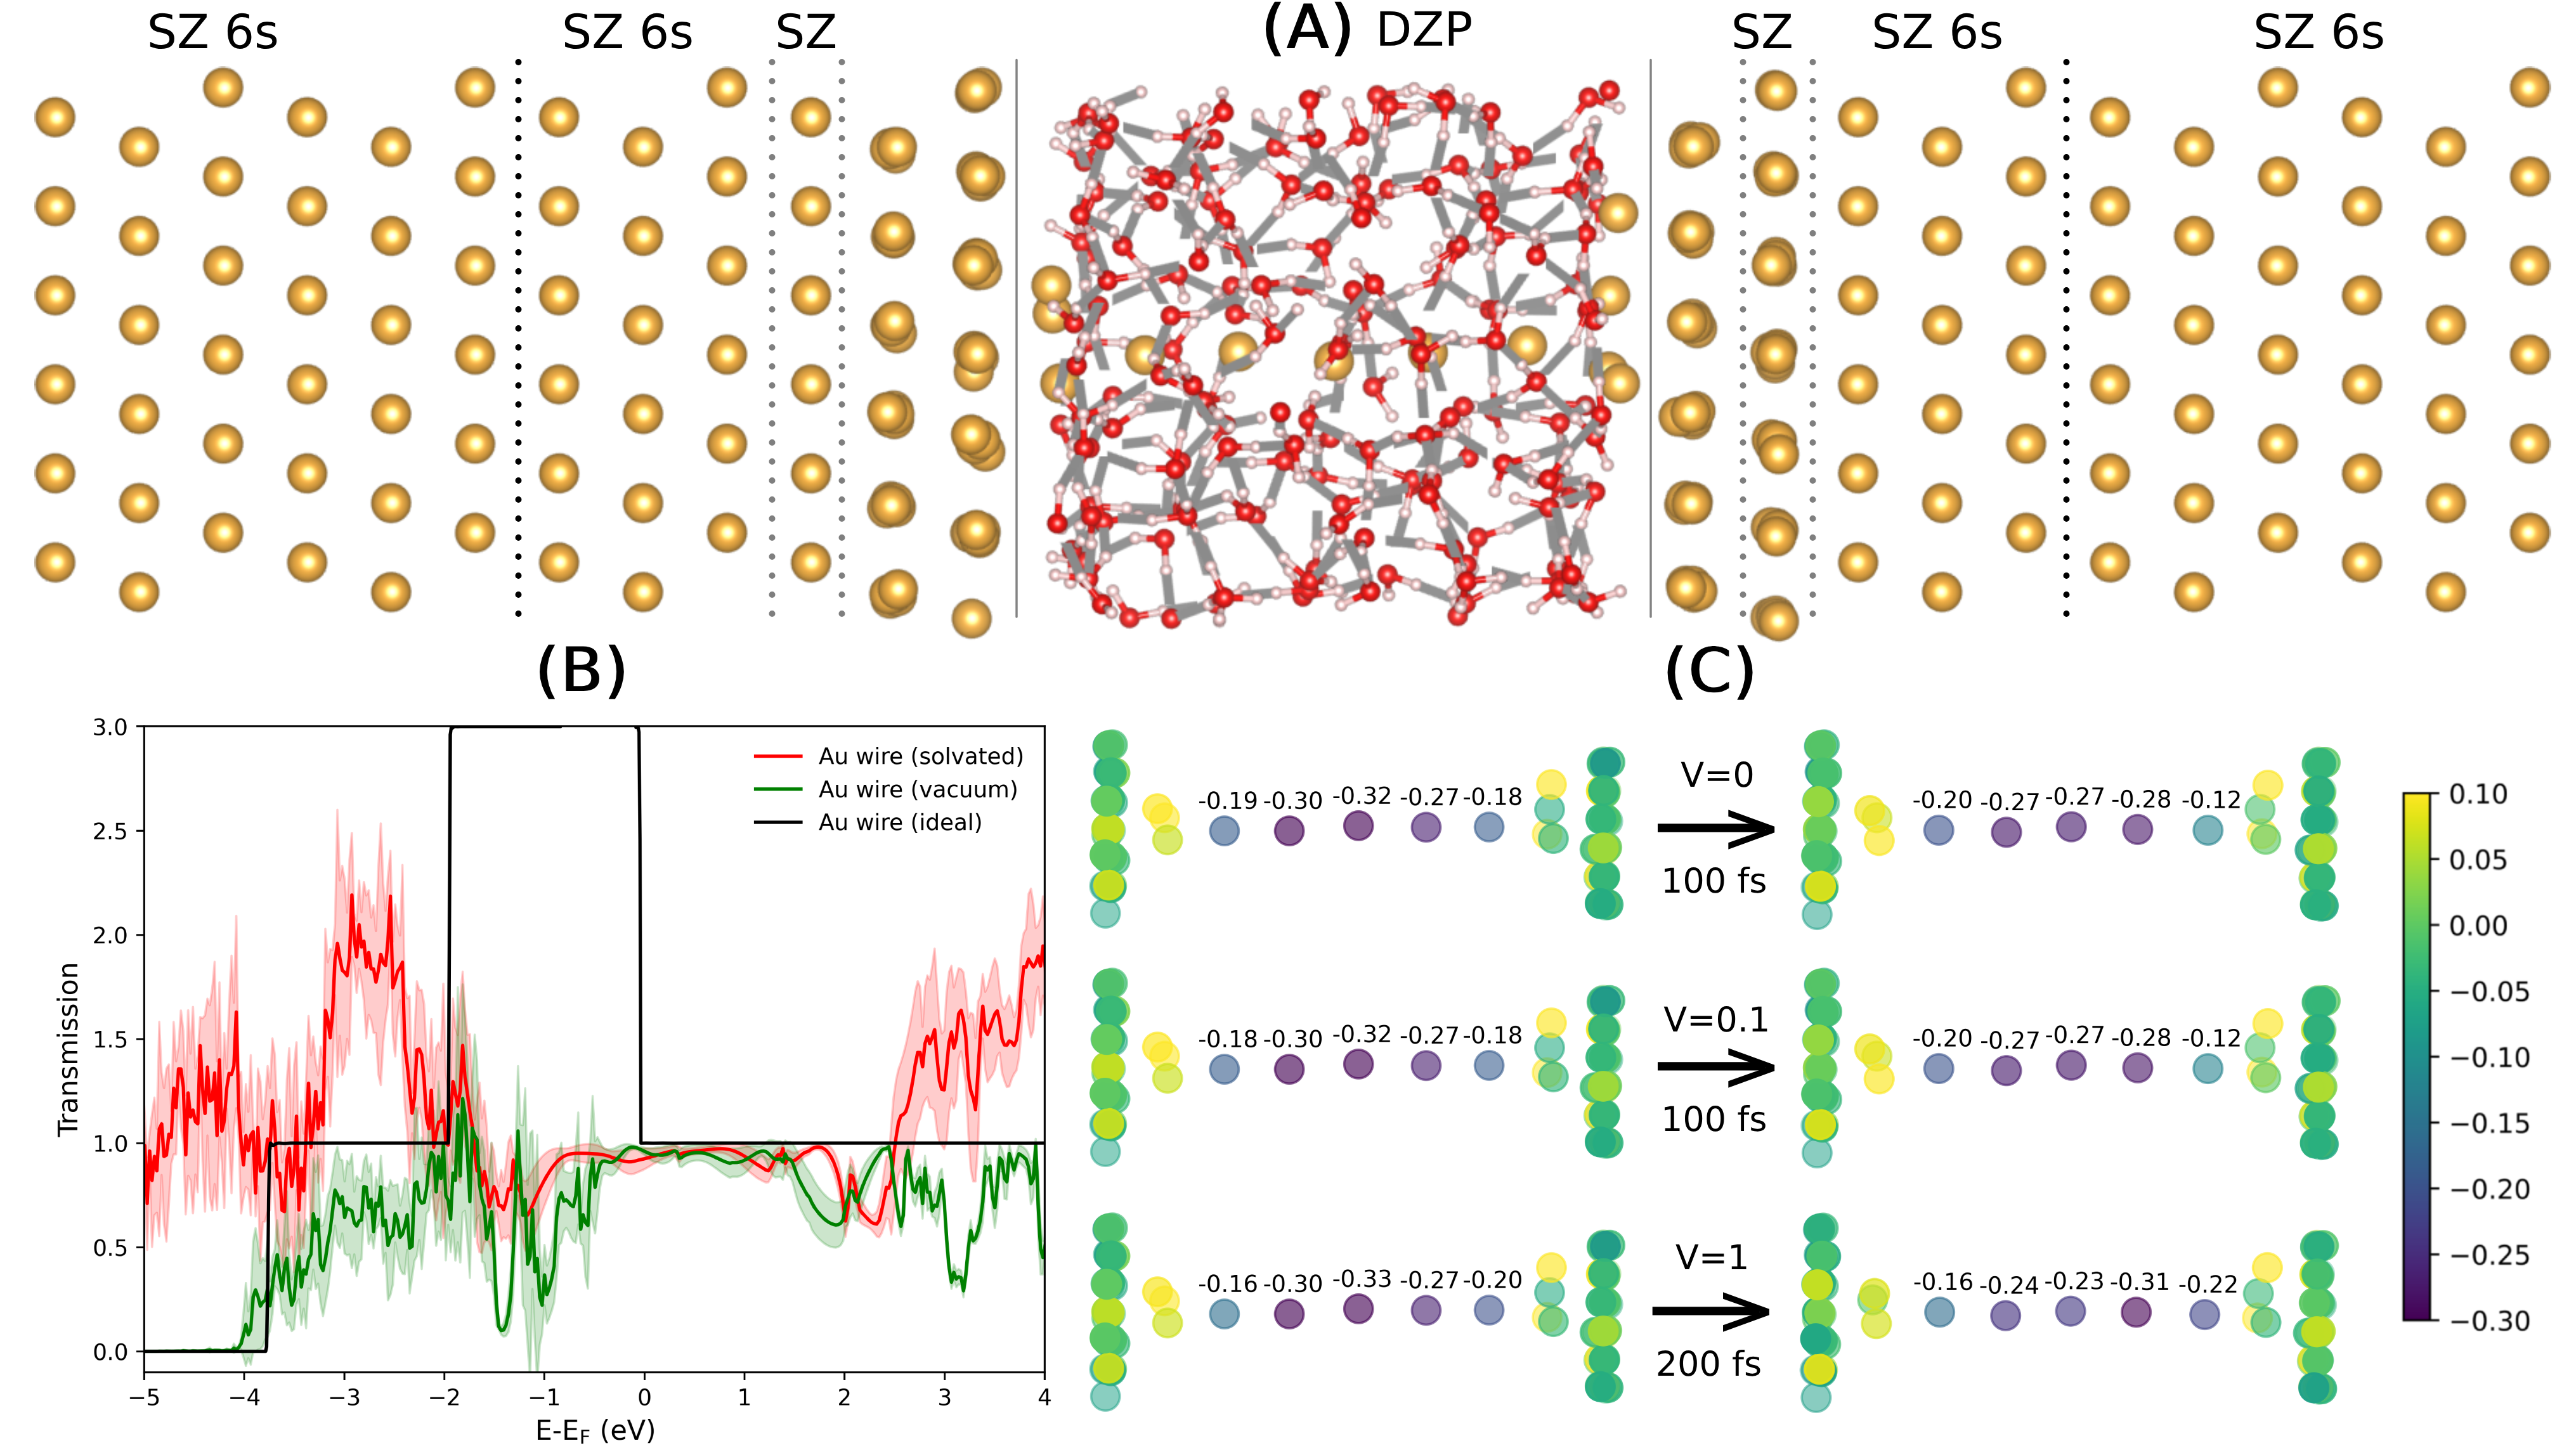 SZ 6s SZ 6s SZ (A) DZP SZ SZ 6s SZ 6s
(B)
3.0
2.5
2.0
1.5
1.0
0.5
0.0
Transmission
Au wire (solvated)
Au wire (vacuum)
Au wire (ideal)
−5 −4 −3 −2 −1 0 1 2 3 4
E-EF (eV)
(C)
-0.19 -0.30 -0.32 -0.27 -0.18
V=0
100 fs
-0.20 -0.27 -0.27 -0.28 -0.12
-0.18 -0.30 -0.32 -0.27 -0.18
V=0.1
100 fs
-0.20 -0.27 -0.27 -0.28 -0.12
-0.16 -0.30 -0.33 -0.27 -0.20
V=1
200 fs
-0.16 -0.24 -0.23 -0.31 -0.22
0.10
0.05
0.00
−0.05
−0.10
−0.15
−0.20
−0.25
−0.30